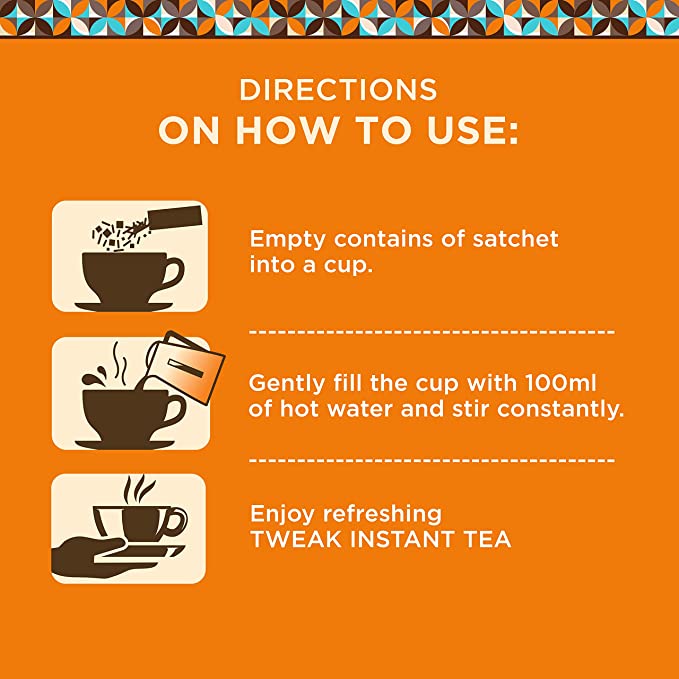 DIRECTIONS
ON HOW TO USE:
Empty contains of satchet
into a cup.
Gently fill the cup with 100ml
of hot water and stir constantly.
Enjoy refreshing
TWEAK INSTANT TEA